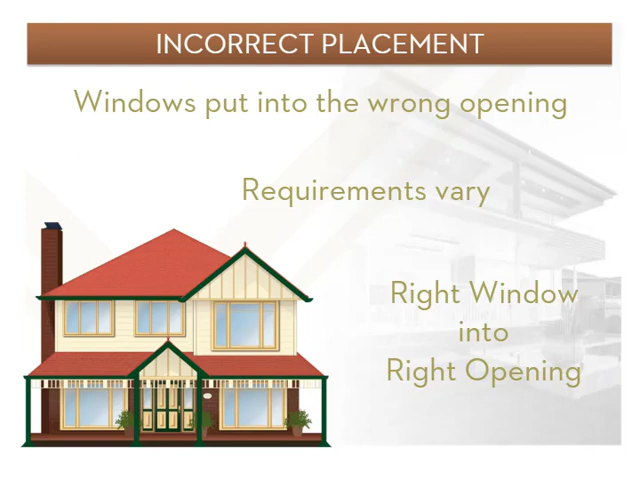 INCORRECT PLACEMENT
Windows put into the wrong opening
Requirements vary
Right Window
into
Right Opening